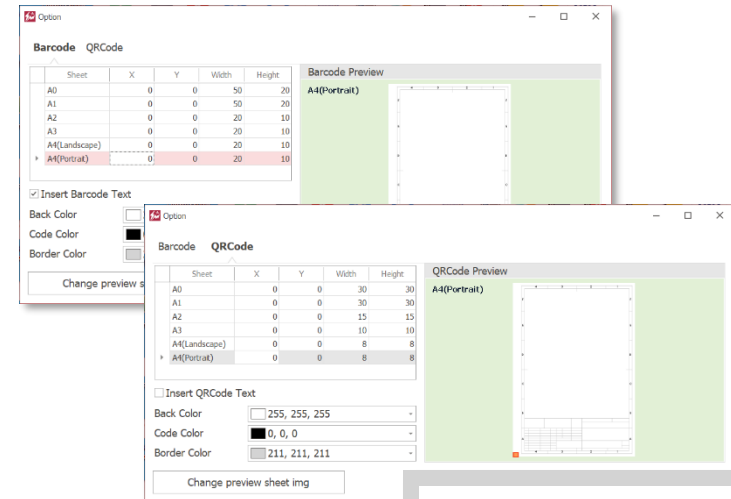 Option
Barcode QRCode
Sheet X Y Width Height
A0 0 0 50 20
A1 0 0 50 20
A2 0 0 20 10
A3 0 0 20 10
A4(Landscape) 0 0 20 10
A4(Portrait) 0 0 20 10
Barcode Preview
A4(Portrait)
Insert Barcode Text
Back Color
Code Color
Border Color
Change preview s
Option
Barcode QRCode
Sheet X Y Width Height
A0 0 0 30 30
A1 0 0 30 30
A2 0 0 15 15
A3 0 0 10 10
A4(Landscape) 0 0 8 8
A4(Portrait) 0 0 8 8
QRCode Preview
A4(Portrait)
Insert QRCode Text
Back Color 255, 255, 255
Code Color 0, 0, 0
Border Color 211, 211, 211
Change preview sheet img